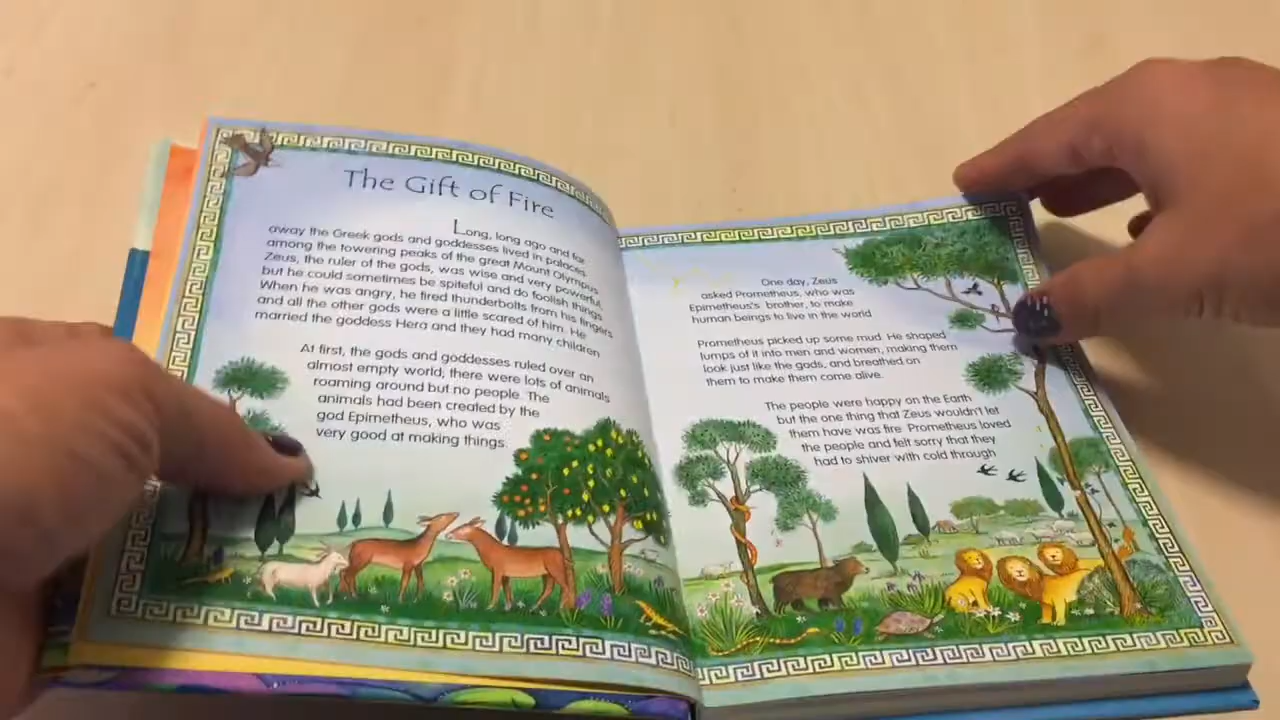 The Gift of Fire
Long, long ago and far
away the Greek gods and goddesses lived in palaces
among the towering peaks of the great Mount Olympus.
Zeus, the ruler of the gods, was wise and very powerful,
but he could sometimes be spiteful and do foolish things.
When he was angry, he fired thunderbolts from his fingers
and all the other gods were a little scared of him. He
married the goddess Hera and they had many children.
At first, the gods and goddesses ruled over an
almost empty world; there were lots of animals
roaming around but no people. The
animals had been created by the
god Epimetheus, who was
very good at making things.
One day, Zeus
asked Prometheus, who was
Epimetheus's brother, to make
human beings to live in the world.
Prometheus picked up some mud. He shaped
lumps of it into men and women, making them
look just like the gods, and breathed on
them to make them come alive.
The people were happy on the Earth
but the one thing that Zeus wouldn't let
them have was fire. Prometheus loved
the people and felt sorry that they
had to shiver with cold through